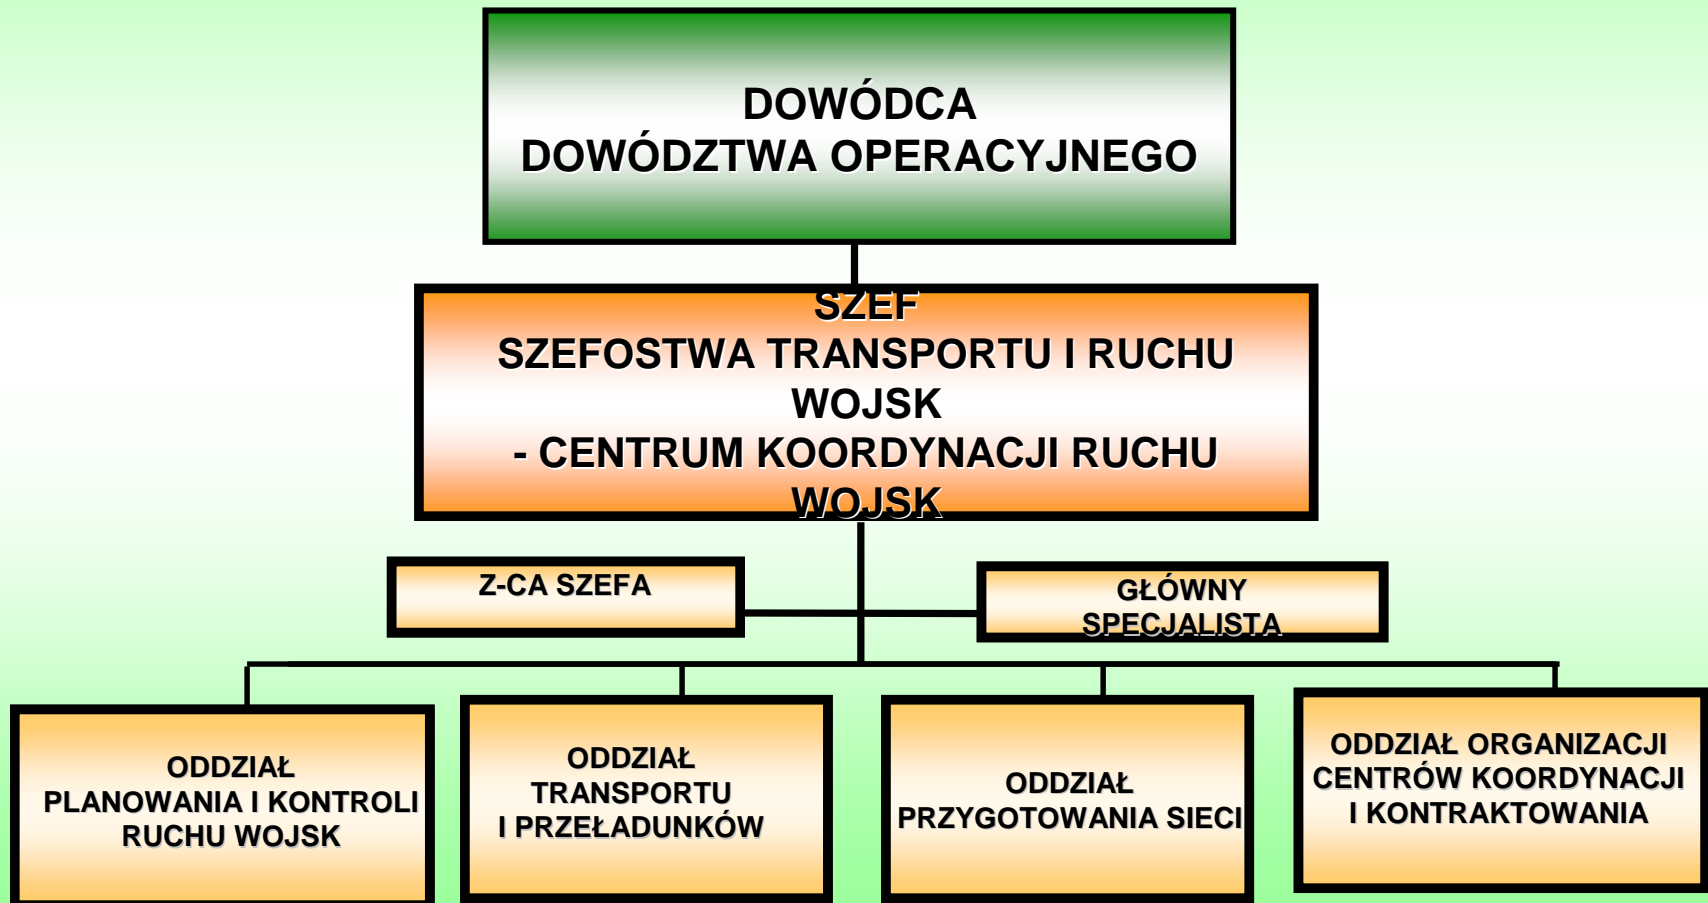 DOWÓDCA
DOWÓDZTWA OPERACYJNEGO
SZEF
SZEFOSTWA TRANSPORTU I RUCHU
WOJSK
- CENTRUM KOORDYNACJI RUCHU
WOJSK
Z-CA SZEFA
GŁÓWNY
SPECJALISTA
ODDZIAŁ
PLANOWANIA I KONTROLI
RUCHU WOJSK
ODDZIAŁ
TRANSPORTU
I PRZEŁADUNKÓW
ODDZIAŁ
PRZYGOTOWANIA SIECI
ODDZIAŁ ORGANIZACJI
CENTRÓW KOORDYNACJI
I KONTRAKTOWANIA